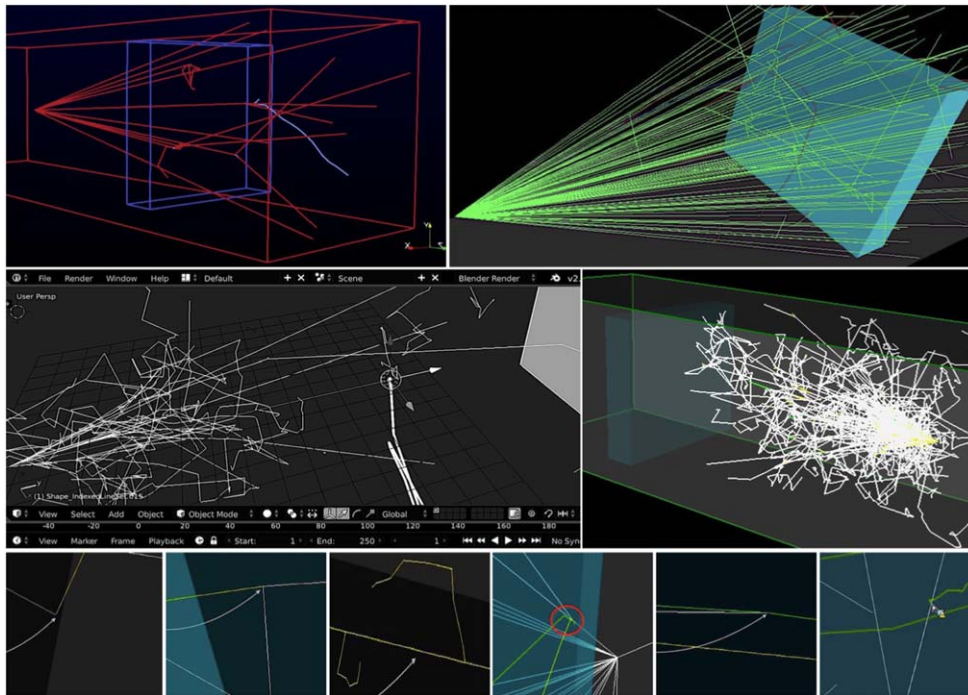 Y
X
File Render Window Help Default Scene Blender Render v2
User Persp
(1) Shape_IndexedLineSet.015
View Select Add Object Object Mode Global
-40 -20 0 20 40 60 80 100 120 140 160 180
View Marker Frame Playback Start: 1 End: 250 1 No Sync